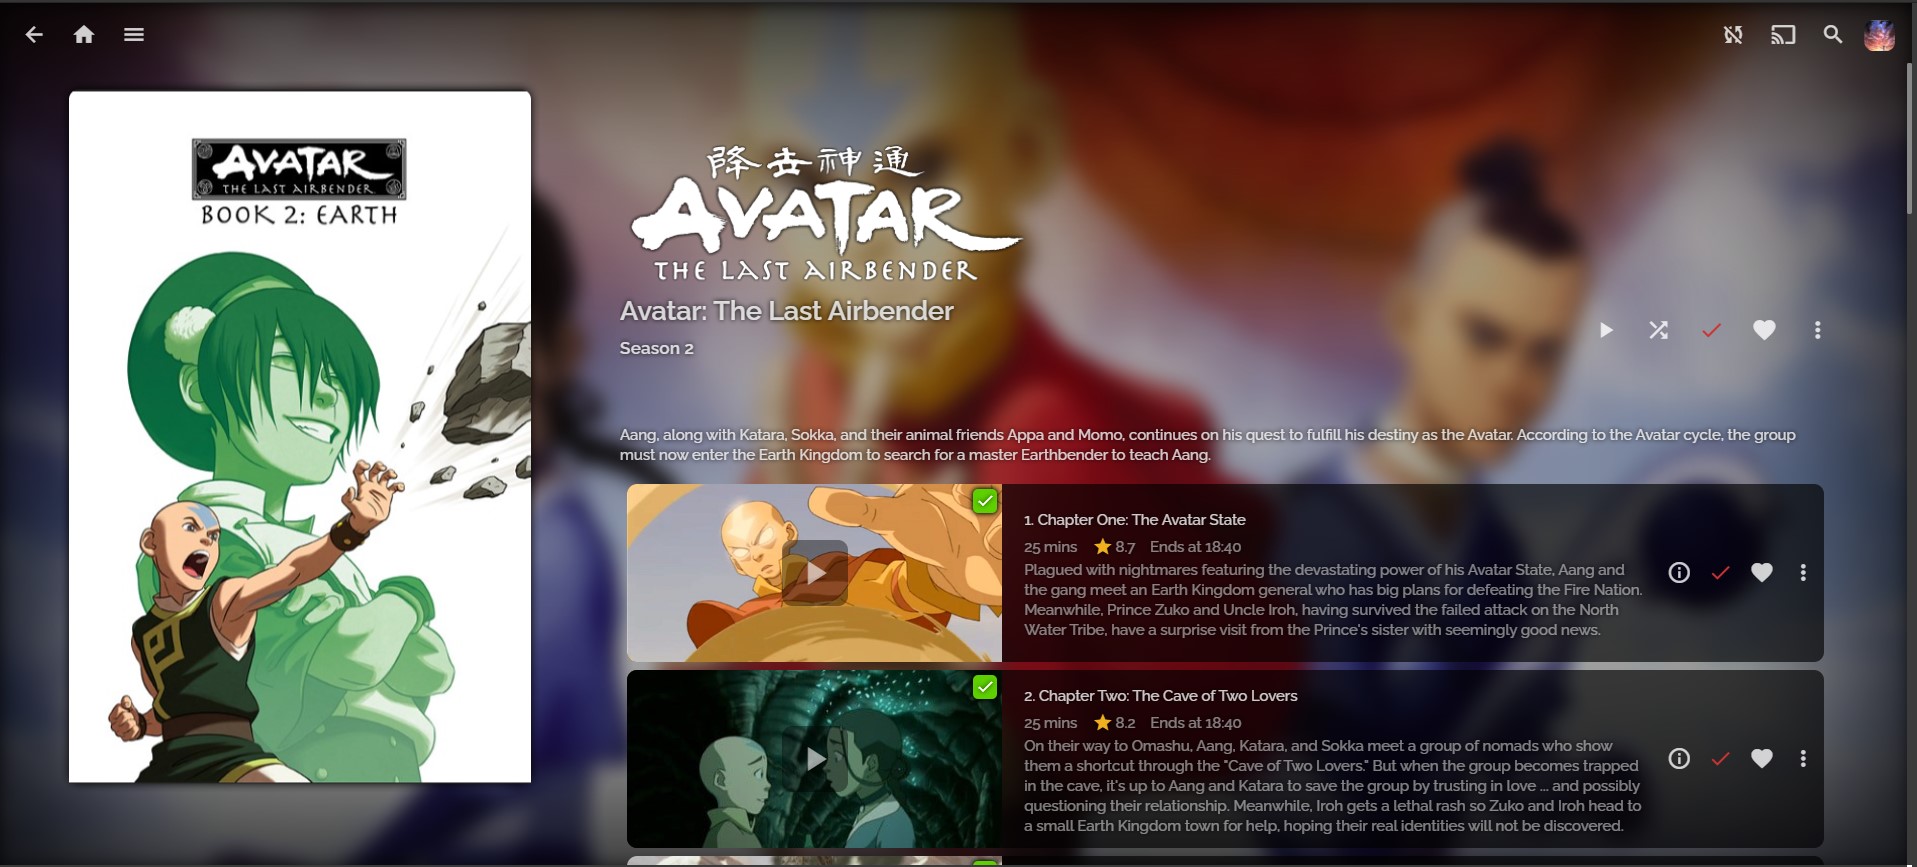 AVATAR
THE LAST AIRBENDER
BOOK 2: EARTH
降去神通
AVATAR
THE LAST AIRBENDER
Avatar: The Last Airbender
Season 2
Aang, along with Katara, Sokka, and their animal friends Appa and Momo, continues on his quest to fulfill his destiny as the Avatar. According to the Avatar cycle, the group
must now enter the Earth Kingdom to search for a master Earthbender to teach Aang.
1. Chapter One: The Avatar State
25 mins 8.7 Ends at 18:40
Plagued with nightmares featuring the devastating power of his Avatar State, Aang and
the gang meet an Earth Kingdom general who has big plans for defeating the Fire Nation.
Meanwhile, Prince Zuko and Uncle Iroh, having survived the failed attack on the North
Water Tribe, have a surprise visit from the Prince's sister with seemingly good news.
2. Chapter Two: The Cave of Two Lovers
25 mins 8.2 Ends at 18:40
On their way to Omashu, Aang, Katara, and Sokka meet a group of nomads who show
them a shortcut through the "Cave of Two Lovers." But when the group becomes trapped
in the cave, it's up to Aang and Katara to save the group by trusting in love ... and possibly
questioning their relationship. Meanwhile, Iroh gets a lethal rash so Zuko and Iroh head to
a small Earth Kingdom town for help, hoping their real identities will not be discovered.